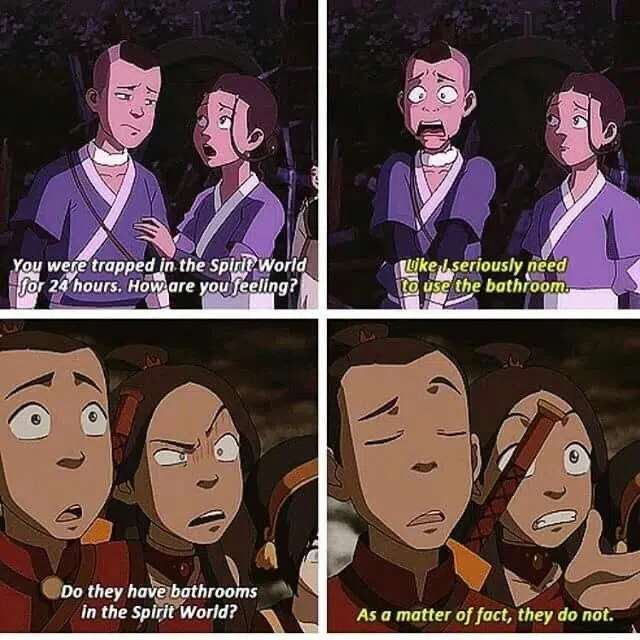 You were trapped in the Spirit World
for 24 hours. How are you feeling?
Like I seriously need
to use the bathroom.
Do they have bathrooms
in the Spirit World?
As a matter of fact, they do not.